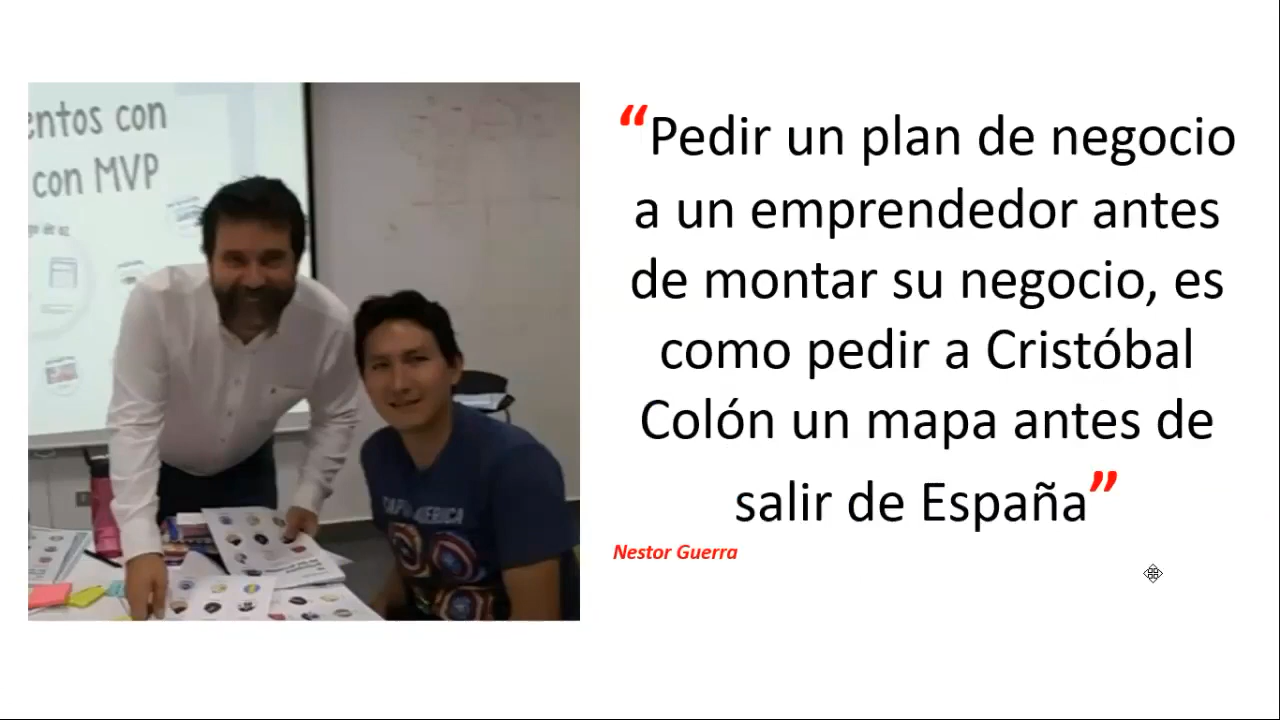 entos con
con MVP
“Pedir un plan de negocio
a un emprendedor antes
de montar su negocio, es
como pedir a Cristóbal
Colón un mapa antes de
salir de España”
Nestor Guerra